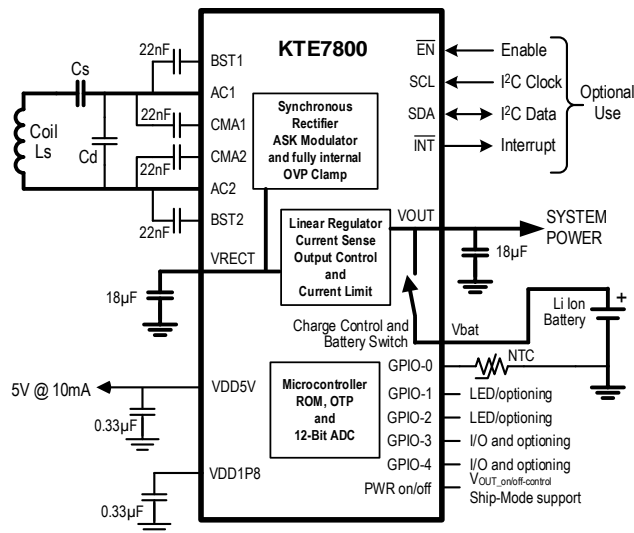 KTE7800
22nF
BST1
Cs
AC1
22nF
CMA1
Coil
Ls
Cd
CMA2
22nF
AC2
22nF
BST2
Synchronous
Rectifier
ASK Modulator
and fully internal
OVP Clamp
EN
Enable
SCL
I²C Clock
SDA
I²C Data
INT
Interrupt
Optional
Use
VRECT
18µF
Linear Regulator
Current Sense
Output Control
and
Current Limit
VOUT
SYSTEM
POWER
18µF
Charge Control and
Battery Switch
Vbat
Li Ion
Battery
+
GPIO-0
NTC
5V @ 10mA
VDD5V
0.33µF
Microcontroller
ROM, OTP
and
12-Bit ADC
GPIO-1
LED/optioning
GPIO-2
LED/optioning
GPIO-3
I/O and optioning
GPIO-4
I/O and optioning
PWR on/off
VOUT_on/off-control
Ship-Mode support
VDD1P8
0.33µF